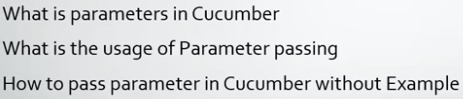 What is parameters in Cucumber
What is the usage of Parameter passing
How to pass parameter in Cucumber without Example